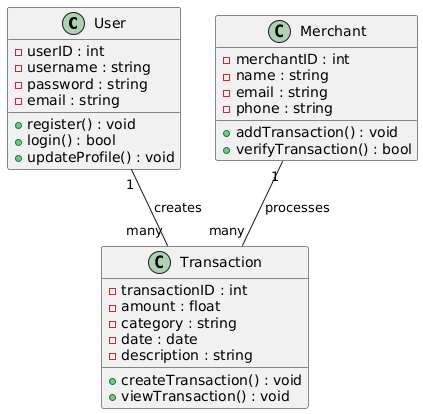 C User
userID : int
username : string
password : string
email : string
register() : void
login() : bool
updateProfile() : void
C Merchant
merchantID : int
name : string
email : string
phone : string
addTransaction() : void
verifyTransaction() : bool
1
creates
many
1
processes
many
C Transaction
transactionID : int
amount : float
category : string
date : date
description : string
createTransaction() : void
viewTransaction() : void